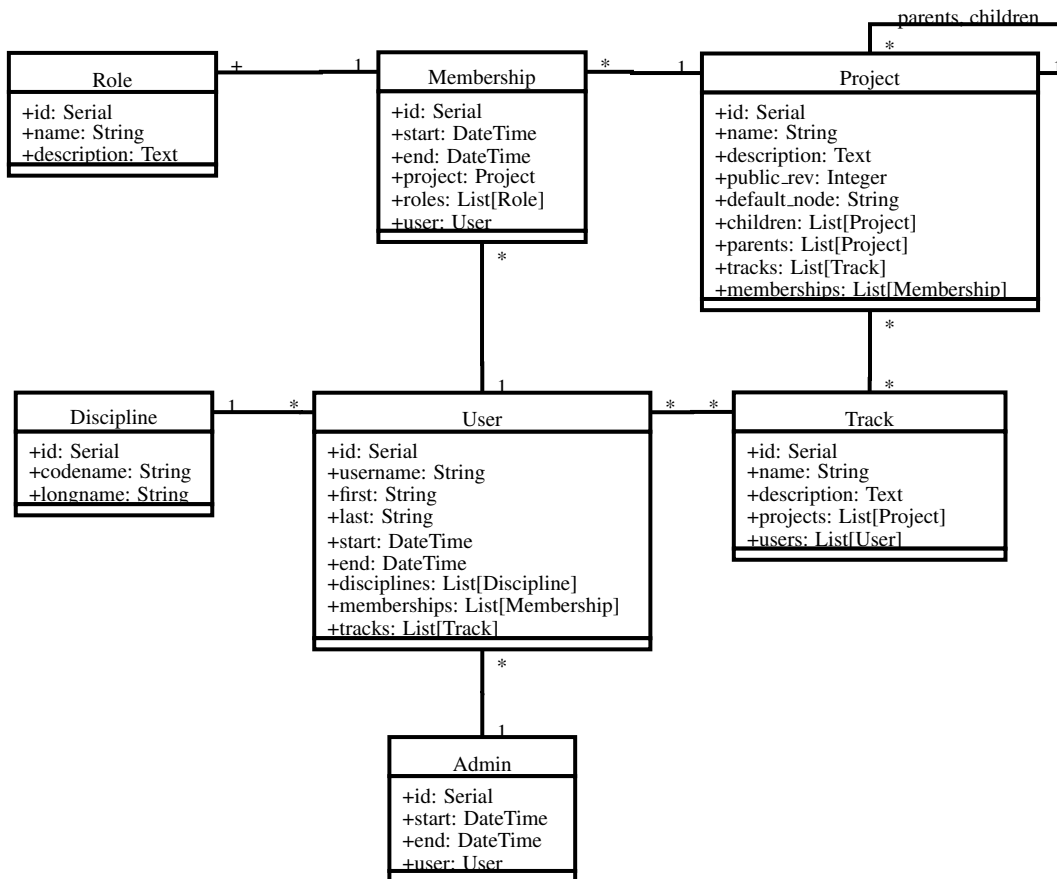 parents, children
*
1
Role
+id: Serial
+name: String
+description: Text
+
1
Membership
+id: Serial
+start: DateTime
+end: DateTime
+project: Project
+roles: List[Role]
+user: User
*
1
Project
+id: Serial
+name: String
+description: Text
+public_rev: Integer
+default_node: String
+children: List[Project]
+parents: List[Project]
+tracks: List[Track]
+memberships: List[Membership]
*
1
*
*
Discipline
+id: Serial
+codename: String
+longname: String
1
*
User
+id: Serial
+username: String
+first: String
+last: String
+start: DateTime
+end: DateTime
+disciplines: List[Discipline]
+memberships: List[Membership]
+tracks: List[Track]
*
*
Track
+id: Serial
+name: String
+description: Text
+projects: List[Project]
+users: List[User]
*
1
Admin
+id: Serial
+start: DateTime
+end: DateTime
+user: User